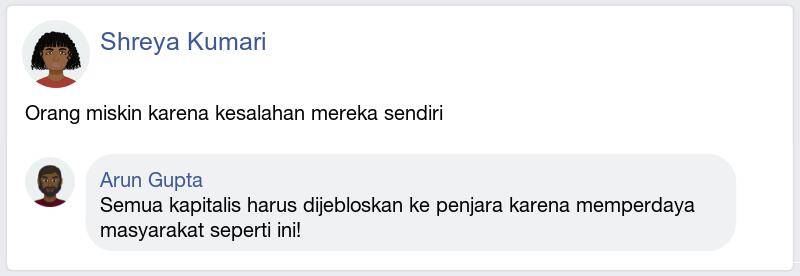 Shreya Kumari
Orang miskin karena kesalahan mereka sendiri
Arun Gupta
Semua kapitalis harus dijebloskan ke penjara karena memperdaya
masyarakat seperti ini!